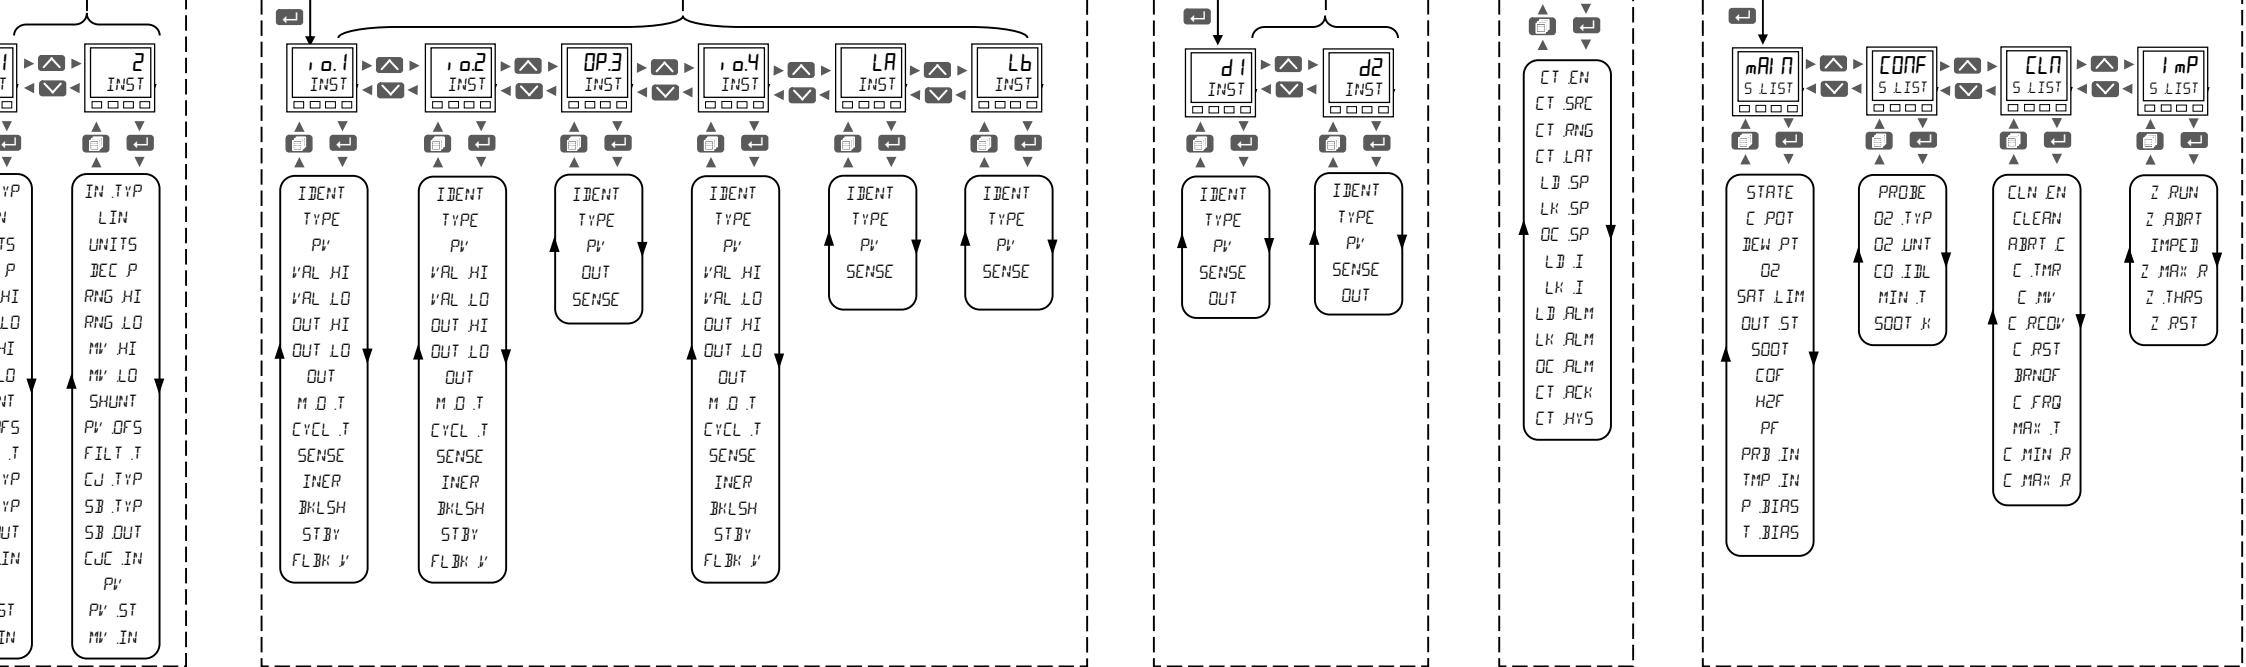 1
2
INST
io.1
INST
io.2
INST
OP.3
INST
io.4
INST
LA
INST
Lb
INST
d1
INST
d2
INST
mAIn
S.LIST
CONF
S.LIST
CLn
S.LIST
ImP
S.LIST
IN.TYP
LIN
UNITS
DEC.P
RNG.HI
RNG.LO
MV.HI
MV.LO
SHUNT
PV.OFS
FILT.T
CJ.TYP
SB.TYP
SB.OUT
CJC.IN
PV
PV.ST
MV.IN
IDENT
TYPE
PV
VAL.HI
VAL.LO
OUT.HI
OUT.LO
OUT
M.O.T
CYCL.T
SENSE
INER
BKLSH
STBY
FLBK.V
IDENT
TYPE
PV
VAL.HI
VAL.LO
OUT.HI
OUT.LO
OUT
M.O.T
CYCL.T
SENSE
INER
BKLSH
STBY
FLBK.V
IDENT
TYPE
PV
OUT
SENSE
IDENT
TYPE
PV
VAL.HI
VAL.LO
OUT.HI
OUT.LO
OUT
M.O.T
CYCL.T
SENSE
INER
BKLSH
STBY
FLBK.V
IDENT
TYPE
PV
SENSE
IDENT
TYPE
PV
SENSE
IDENT
TYPE
PV
SENSE
OUT
IDENT
TYPE
PV
SENSE
OUT
CT.EN
CT.SRC
CT.RNG
CT.LAT
LD.SP
LK.SP
OC.SP
LD.I
LK.I
LD.ALM
LK.ALM
OC.ALM
CT.ACK
CT.HYS
STATE
C.POT
DEW.PT
O2
SAT.LIM
OUT.ST
SOOT
COF
H2F
PF
PRB.IN
TMP.IN
P.BIAS
T.BIAS
PROBE
O2.TYP
O2.UNT
CO.IDL
MIN.T
SOOT.K
CLN.EN
CLEAN
ABRT.C
C.TMR
C.MV
C.RCOV
C.RST
BRNOF
C.FRQ
MAX.T
C.MIN.R
C.MAX.R
Z.RUN
Z.ABRT
IMPED
Z.MAX.R
Z.THRS
Z.RST